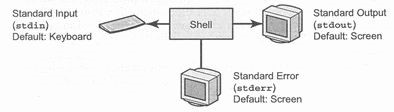 Standard Input
(stdin)
Default: Keyboard
Shell
Standard Output
(stdout)
Default: Screen
Standard Error
(stderr)
Default: Screen